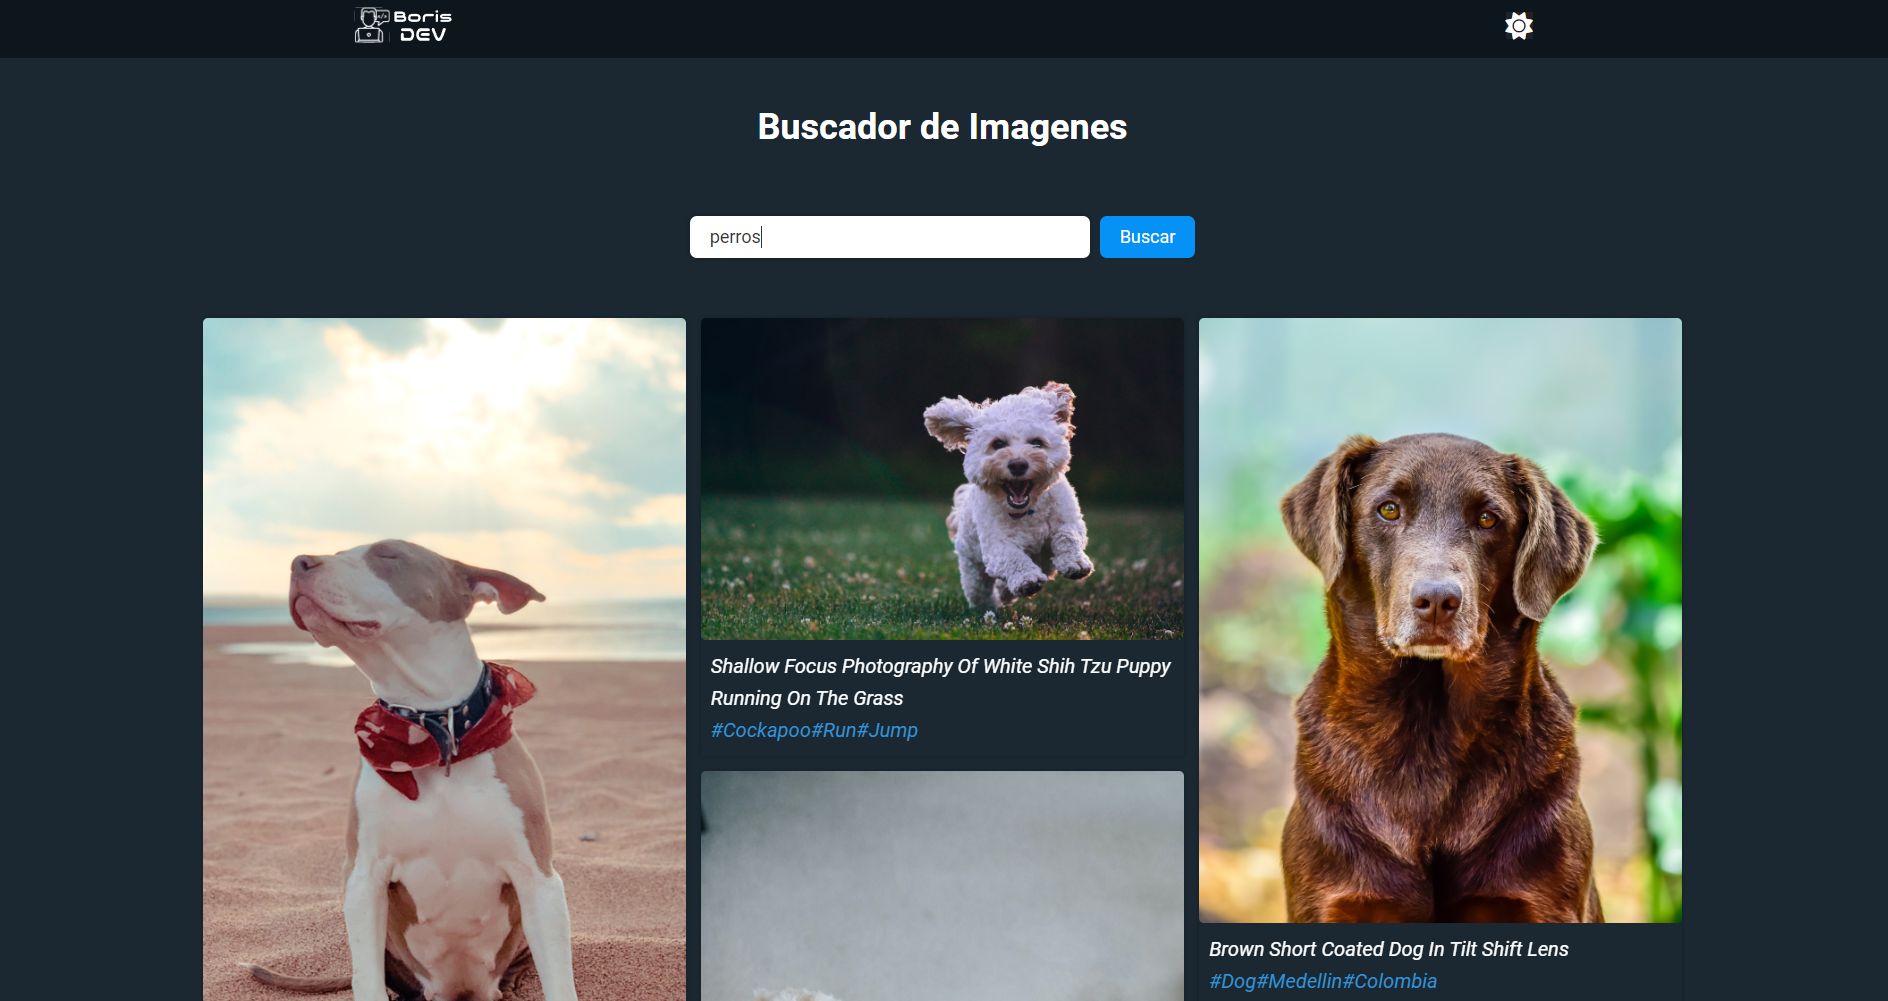 Boris
DEV
Buscador de Imagenes
perros
Buscar
Shallow Focus Photography Of White Shih Tzu Puppy
Running On The Grass
#Cockapoo#Run#Jump
Brown Short Coated Dog In Tilt Shift Lens
#Dog#Medellin#Colombia